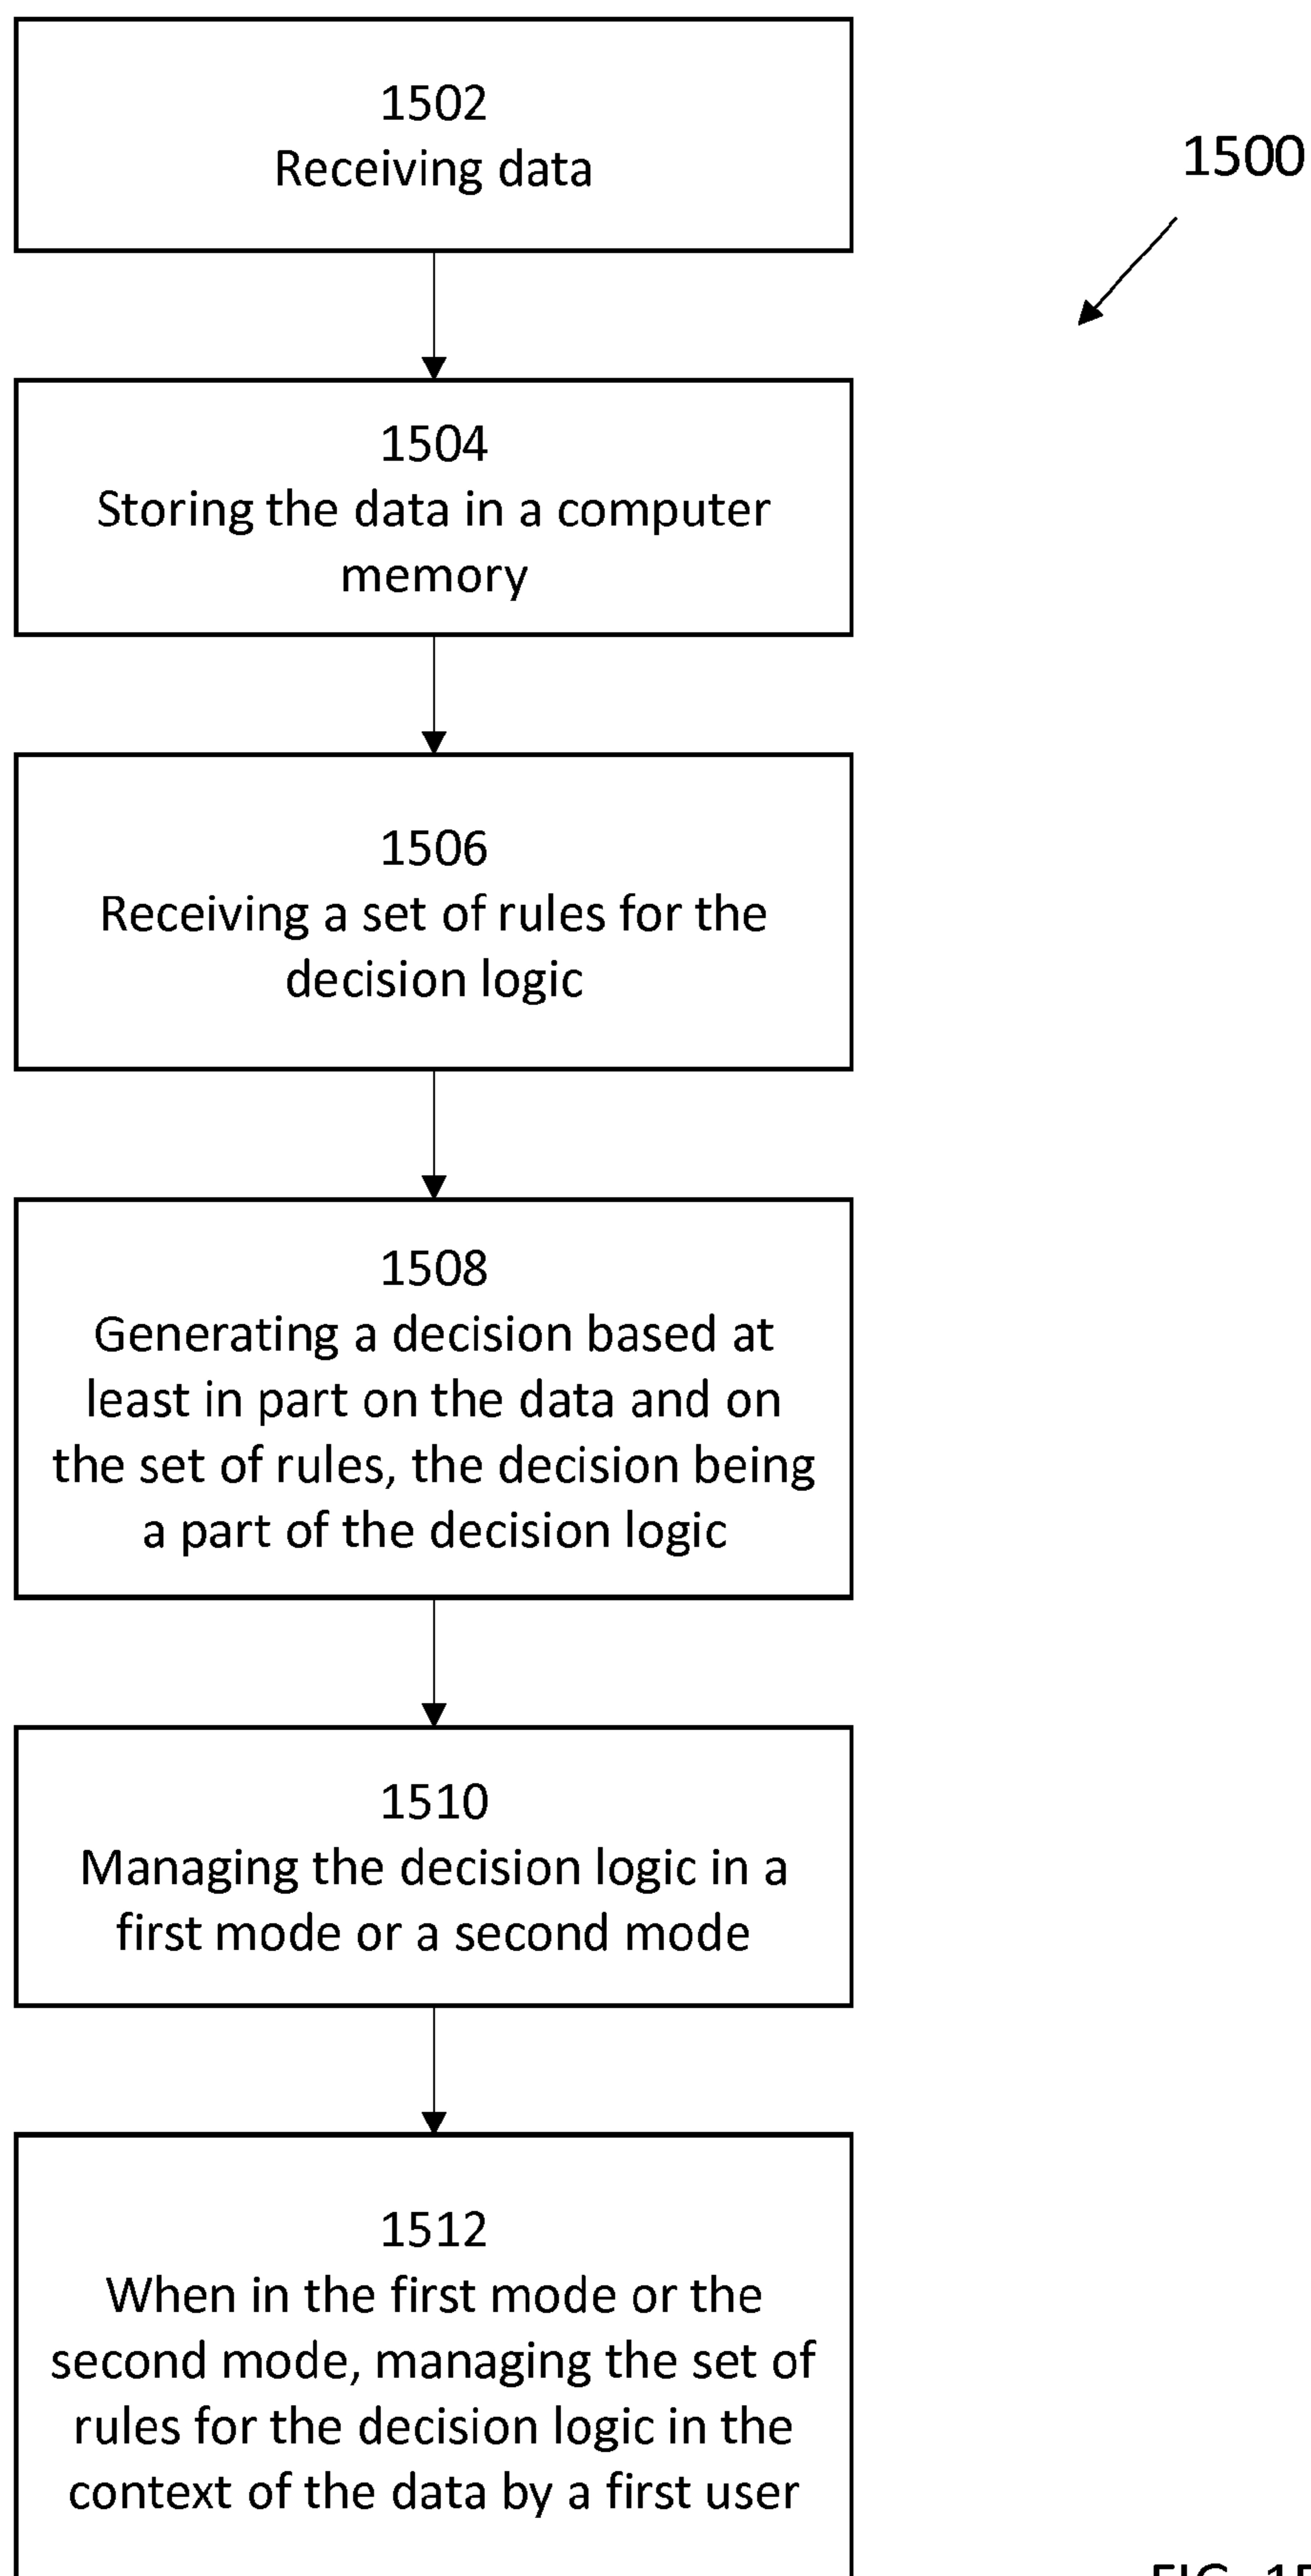 1502
Receiving data
1500
1504
Storing the data in a computer
memory
1506
Receiving a set of rules for the
decision logic
1508
Generating a decision based at
least in part on the data and on
the set of rules, the decision being
a part of the decision logic
1510
Managing the decision logic in a
first mode or a second mode
1512
When in the first mode or the
second mode, managing the set of
rules for the decision logic in the
context of the data by a first user